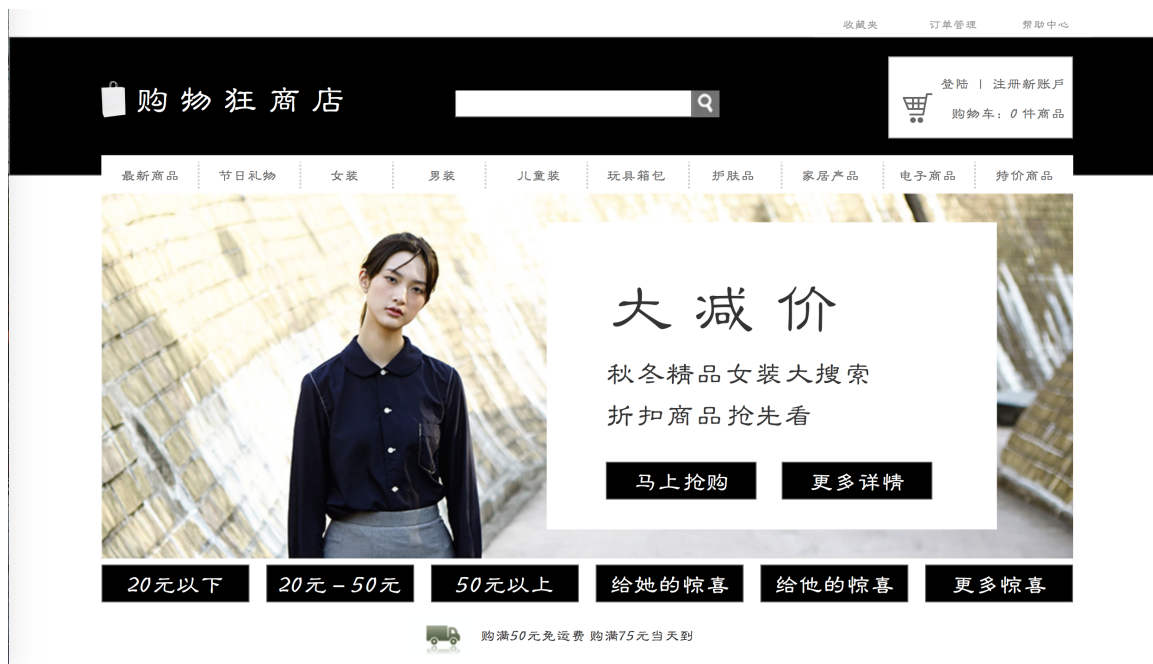 收藏夹 订单管理 帮助中心
购物狂商店
登陆 | 注册新账户
购物车：0 件商品
最新商品 节日礼物 女装 男装 儿童装 玩具箱包 护肤品 家居产品 电子商品 特价商品
大减价
秋冬精品女装大搜索
折扣商品抢先看
马上抢购 更多详情
20元以下 20元 – 50元 50元以上 给她的惊喜 给他的惊喜 更多惊喜
购满50元免运费 购满75元当天到